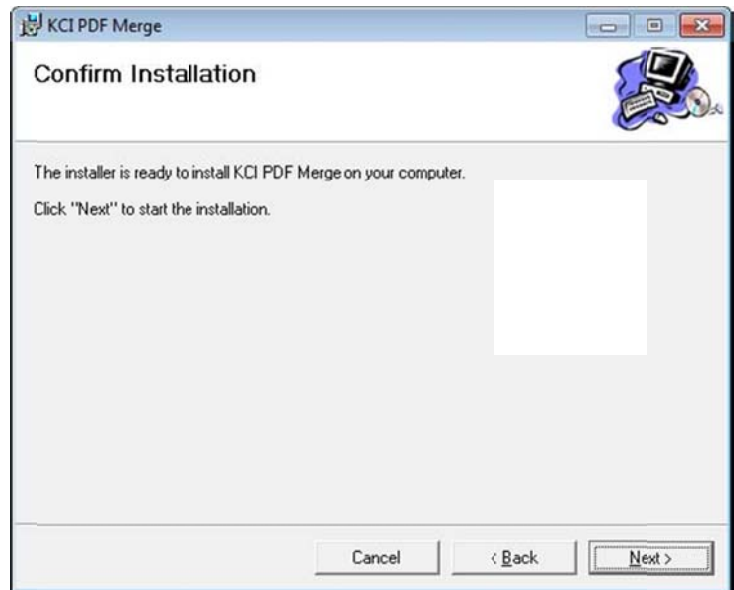 KCI PDF Merge
Confirm Installation
The installer is ready to install KCI PDF Merge on your computer.
Click "Next" to start the installation.
Cancel
< Back
Next >